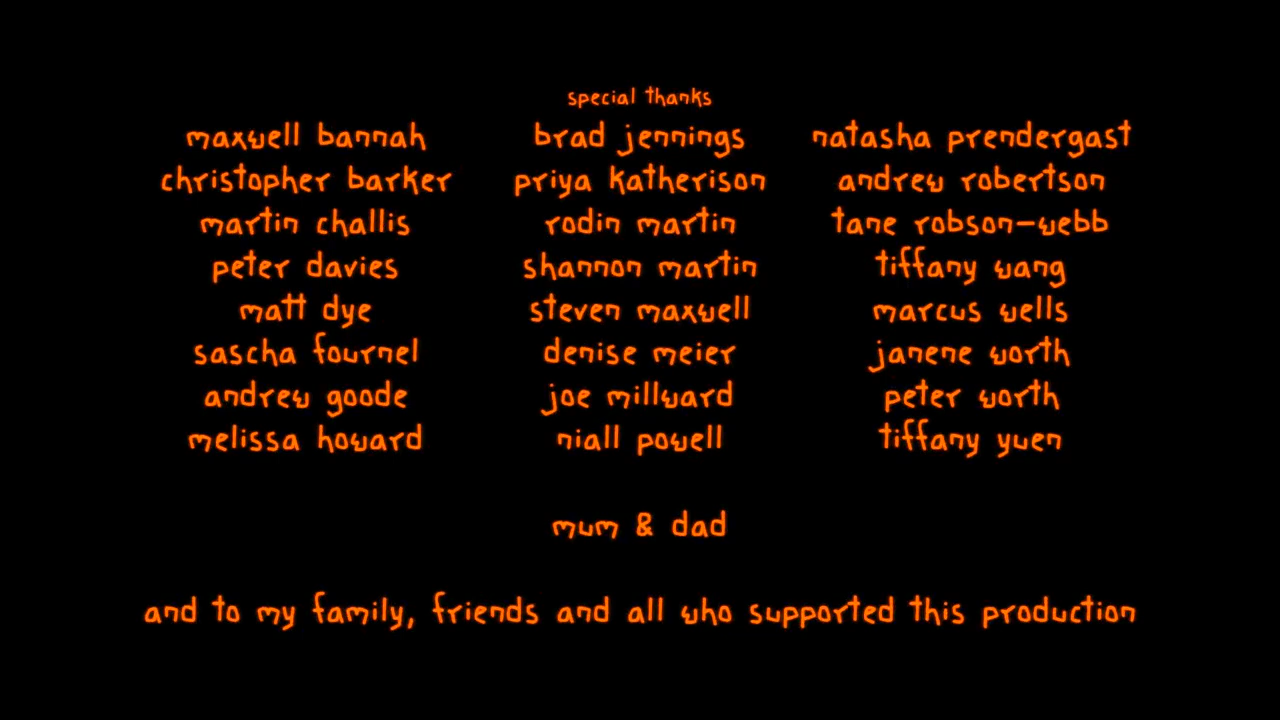 special thanks
maxwell bannah
christopher barker
martin challis
peter davies
matt dye
sascha fournel
andrew goode
melissa howard
brad jennings
priya katherison
rodin martin
shannon martin
steven maxwell
denise meier
joe millward
niall powell
natasha prendergast
andrew robertson
tane robson-webb
tiffany wang
marcus wells
janene worth
peter worth
tiffany yuen
mum & dad
and to my family, friends and all who supported this production